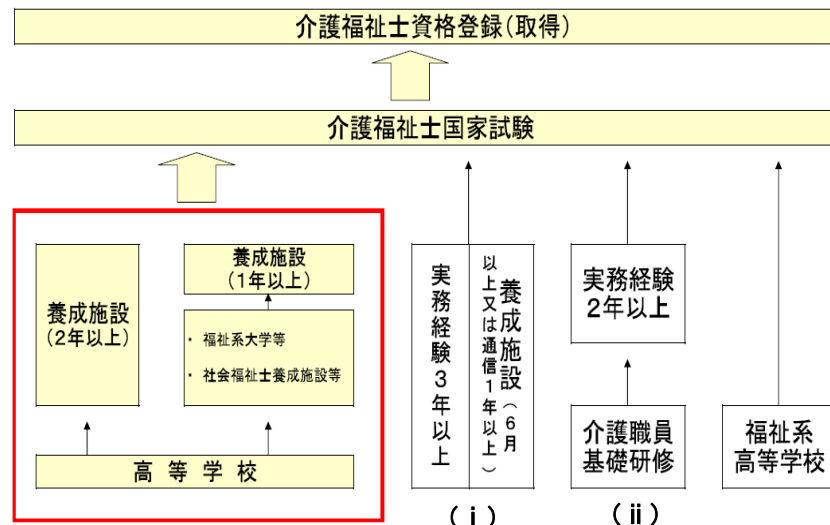 介護福祉士資格登録(取得)
介護福祉士国家試験
養成施設
(2年以上)
養成施設
(1年以上)
・ 福祉系大学等
・ 社会福祉士養成施設等
高等学校
実務経験3年以上
養成施設(6月
以上又は通信1年以上)
実務経験
2年以上
介護職員
基礎研修
福祉系
高等学校
(ⅰ)
(ⅱ)